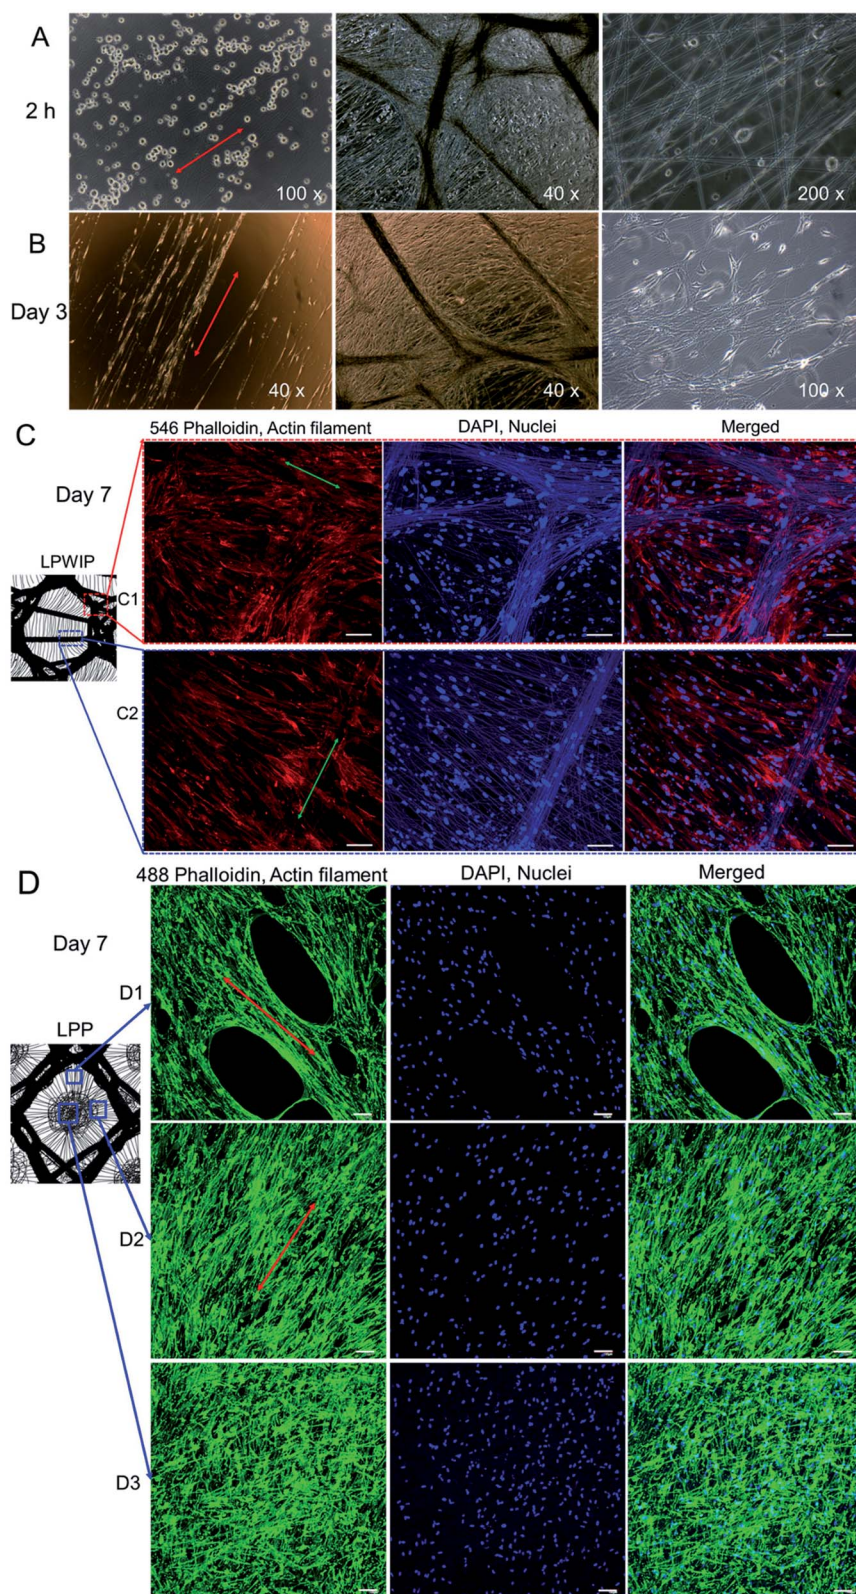 A
2 h
100 x
40 x
200 x
B
Day 3
40 x
40 x
100 x
C
546 Phalloidin, Actin filament
DAPI, Nuclei
Merged
Day 7
LPWIP
C1
C2
D
488 Phalloidin, Actin filament
DAPI, Nuclei
Merged
Day 7
D1
LPP
D2
D3